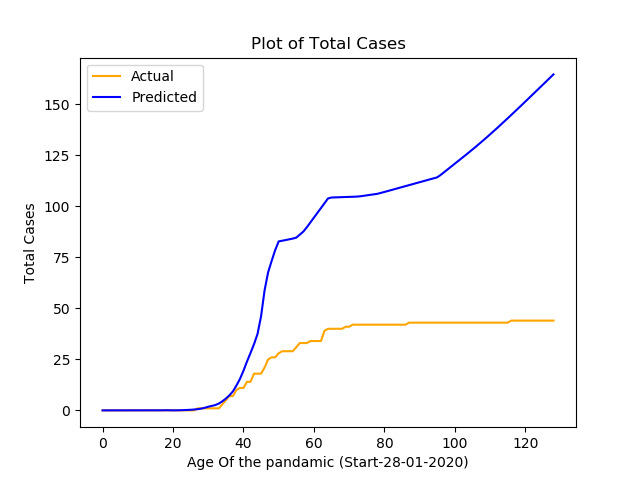 Plot of Total Cases
Actual
Predicted
150
125
100
75
50
25
0
Total Cases
0 20 40 60 80 100 120
Age Of the pandamic (Start-28-01-2020)